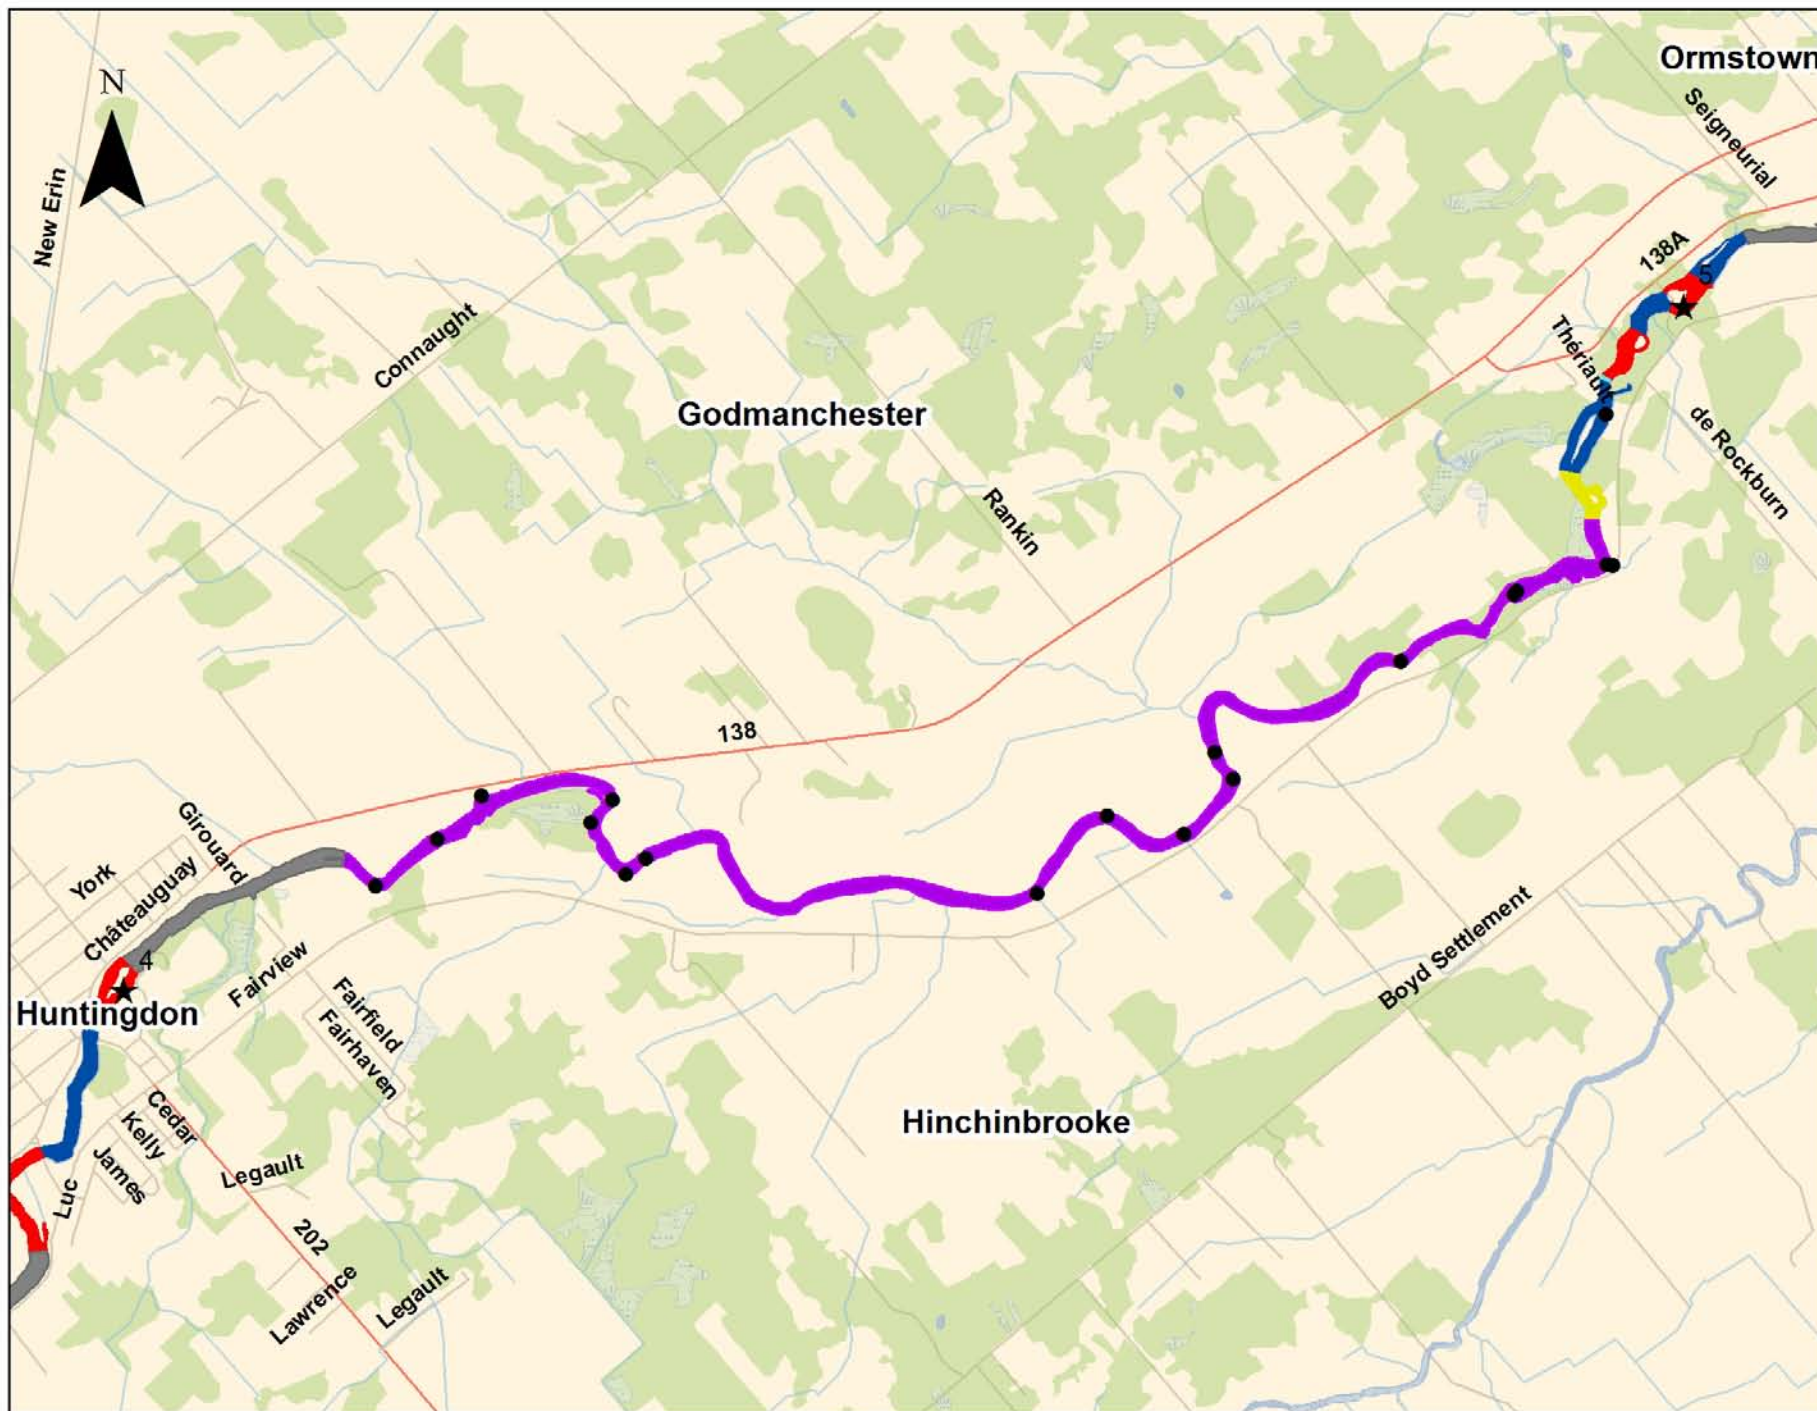 Ormstown
N
Seigneurial
New Erin
138A
5
Connaught
Thériault
Godmanchester
de Rockburn
Rankin
138
Girouard
York
Châteauguay
4
Boyd Settlement
Fairview
Fairfield
Huntingdon
Fairhaven
Cedar
Kelly
Hinchinbrooke
James
Legault
Luc
202
Lawrence
Legault